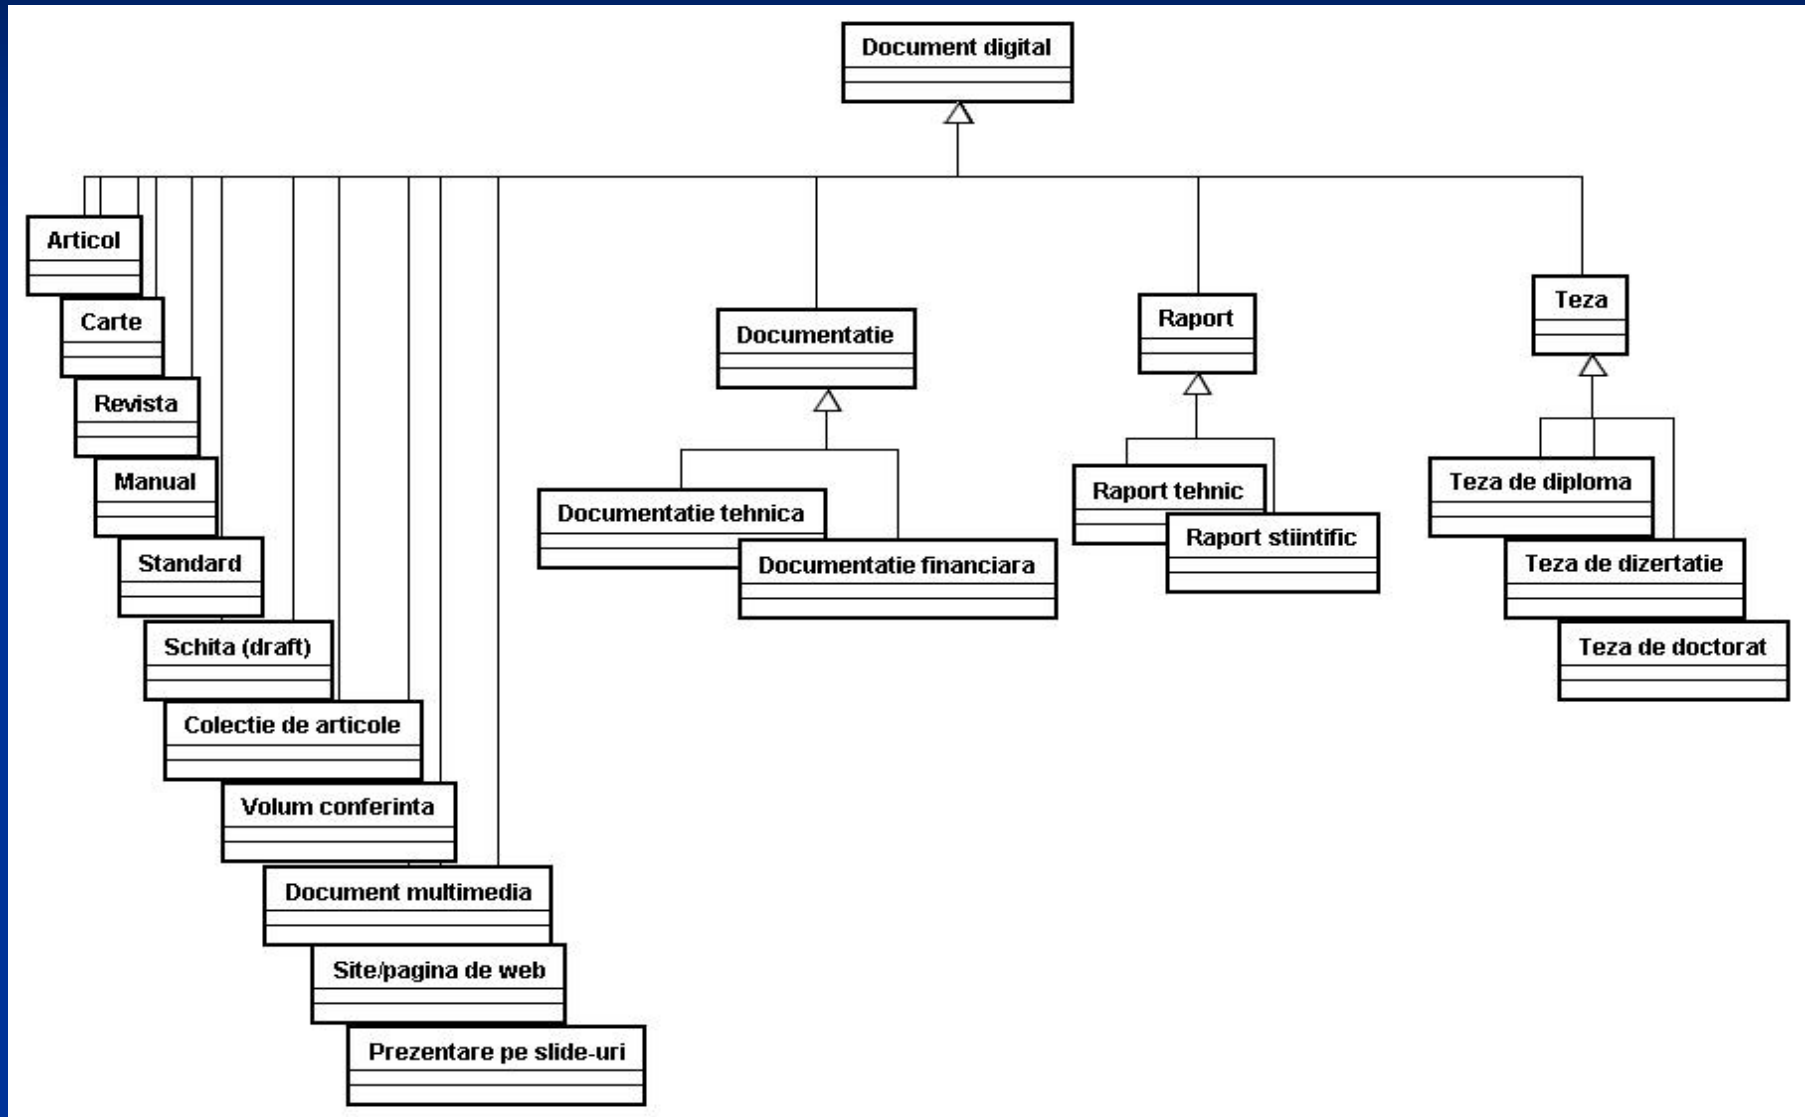 Document digital
Articol
Carte
Revista
Manual
Standard
Schita (draft)
Colectie de articole
Volum conferinta
Document multimedia
Site/pagina de web
Prezentare pe slide-uri
Documentatie
Documentatie tehnica
Documentatie financiara
Raport
Raport tehnic
Raport stiintific
Teza
Teza de diploma
Teza de dizertatie
Teza de doctorat